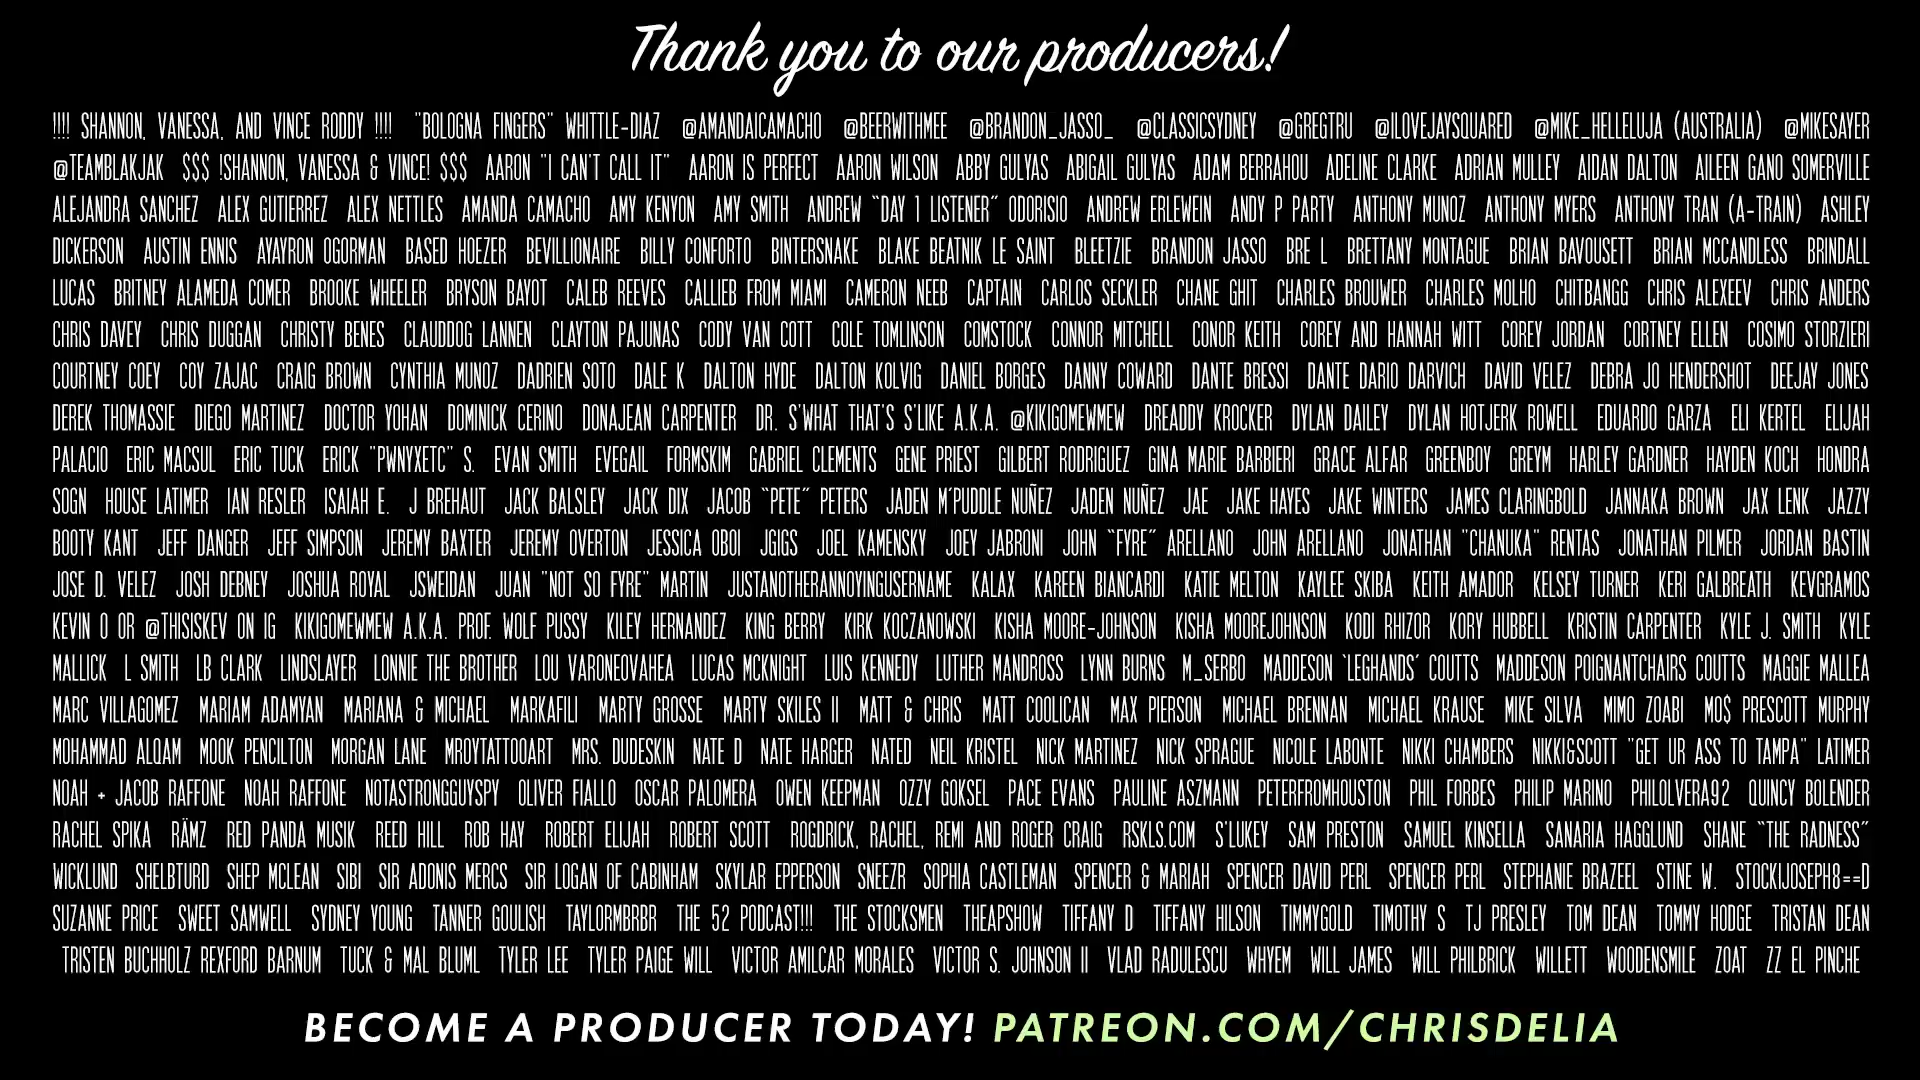 Thank you to our producers!
!!!! SHANNON, VANESSA, AND VINCE RODDY !!!! "BOLOGNA FINGERS" WHITTLE-DIAZ @AMANDAICAMACHO @BEERWITHMEE @BRANDON_JASSO_ @CLASSICSYDNEY @GREGTRU @ILOVEJAYSQUARED @MIKE_HELLELUJA (AUSTRALIA) @MIKESAYER
@TEAMBLAKJAK $$$ !SHANNON, VANESSA & VINCE! $$$ AARON "I CAN'T CALL IT" AARON IS PERFECT AARON WILSON ABBY GULYAS ABIGAIL GULYAS ADAM BERRAHOU ADELINE CLARKE ADRIAN MULLEY AIDAN DALTON AILEEN GANO SOMERVILLE
ALEJANDRA SANCHEZ ALEX GUTIERREZ ALEX NETTLES AMANDA CAMACHO AMY KENYON AMY SMITH ANDREW “DAY 1 LISTENER” ODORISIO ANDREW ERLEWEIN ANDY P PARTY ANTHONY MUNOZ ANTHONY MYERS ANTHONY TRAN (A-TRAIN) ASHLEY
DICKERSON AUSTIN ENNIS AYAYRON OGORMAN BASED HOEZER BEVILLIONAIRE BILLY CONFORTO BINTERSNAKE BLAKE BEATNIK LE SAINT BLEETZIE BRANDON JASSO BRE L BRETTANY MONTAGUE BRIAN BAVOUSETT BRIAN MCCANDLESS BRINDALL
LUCAS BRITNEY ALAMEDA COMER BROOKE WHEELER BRYSON BAYOT CALEB REEVES CALLIEB FROM MIAMI CAMERON NEEB CAPTAIN CARLOS SECKLER CHANE GHIT CHARLES BROUWER CHARLES MOLHO CHITBANGG CHRIS ALEXEEV CHRIS ANDERS
CHRIS DAVEY CHRIS DUGGAN CHRISTY BENES CLAUDDOG LANNEN CLAYTON PAJUNAS CODY VAN COTT COLE TOMLINSON COMSTOCK CONNOR MITCHELL CONOR KEITH COREY AND HANNAH WITT COREY JORDAN CORTNEY ELLEN COSIMO STORZIERI
COURTNEY COEY COY ZAJAC CRAIG BROWN CYNTHIA MUNOZ DADRIEN SOTO DALE K DALTON HYDE DALTON KOLVIG DANIEL BORGES DANNY COWARD DANTE BRESSI DANTE DARIO DARVICH DAVID VELEZ DEBRA JO HENDERSHOT DEEJAY JONES
DEREK THOMASSIE DIEGO MARTINEZ DOCTOR YOHAN DOMINICK CERINO DONAJEAN CARPENTER DR. S'WHAT THAT'S S'LIKE A.K.A. @KIKIGOMEWMEW DREADDY KROCKER DYLAN DAILEY DYLAN HOTJERK ROWELL EDUARDO GARZA ELI KERTEL ELIJAH
PALACIO ERIC MACSUL ERIC TUCK ERICK "PWNYXETC" S. EVAN SMITH EVEGAIL FORMSKIM GABRIEL CLEMENTS GENE PRIEST GILBERT RODRIGUEZ GINA MARIE BARBIERI GRACE ALFAR GREENBOY GREYM HARLEY GARDNER HAYDEN KOCH HONDRA
SOGN HOUSE LATIMER IAN RESLER ISAIAH E. J BREHAUT JACK BALSLEY JACK DIX JACOB “PETE” PETERS JADEN M’PUDDLE NUÑEZ JADEN NUÑEZ JAE JAKE HAYES JAKE WINTERS JAMES CLARINGBOLD JANNAKA BROWN JAX LENK JAZZY
BOOTY KANT JEFF DANGER JEFF SIMPSON JEREMY BAXTER JEREMY OVERTON JESSICA OBOI JGIGS JOEL KAMENSKY JOEY JABRONI JOHN “FYRE” ARELLANO JOHN ARELLANO JONATHAN "CHANUKA" RENTAS JONATHAN PILMER JORDAN BASTIN
JOSE D. VELEZ JOSH DEBNEY JOSHUA ROYAL JSWEIDAN JUAN "NOT SO FYRE" MARTIN JUSTANOTHERANNOYINGUSERNAME KALAX KAREEN BIANCARDI KATIE MELTON KAYLEE SKIBA KEITH AMADOR KELSEY TURNER KERI GALBREATH KEVGRAMOS
KEVIN O OR @THISISKEV ON IG KIKIGOMEWMEW A.K.A. PROF. WOLF PUSSY KILEY HERNANDEZ KING BERRY KIRK KOCZANOWSKI KISHA MOORE-JOHNSON KISHA MOOREJOHNSON KODI RHIZOR KORY HUBBELL KRISTIN CARPENTER KYLE J. SMITH KYLE
MALLICK L SMITH LB CLARK LINDSLAYER LONNIE THE BROTHER LOU VARONEOVAHEA LUCAS MCKNIGHT LUIS KENNEDY LUTHER MANDROSS LYNN BURNS M_SERBO MADDESON ‘LEGHANDS’ COUTTS MADDESON POIGNANTCHAIRS COUTTS MAGGIE MALLEA
MARC VILLAGOMEZ MARIAM ADAMYAN MARIANA & MICHAEL MARKAFILI MARTY GROSSE MARTY SKILES II MATT & CHRIS MATT COOLICAN MAX PIERSON MICHAEL BRENNAN MICHAEL KRAUSE MIKE SILVA MIMO ZOABI MO$ PRESCOTT MURPHY
MOHAMMAD ALQAM MOOK PENCILTON MORGAN LANE MROYTATTOOART MRS. DUDESKIN NATE D NATE HARGER NATED NEIL KRISTEL NICK MARTINEZ NICK SPRAGUE NICOLE LABONTE NIKKI CHAMBERS NIKKI&SCOTT "GET UR ASS TO TAMPA" LATIMER
NOAH + JACOB RAFFONE NOAH RAFFONE NOTASTRONGGUYSPY OLIVER FIALLO OSCAR PALOMERA OWEN KEEPMAN OZZY GOKSEL PACE EVANS PAULINE ASZMANN PETERFROMHOUSTON PHIL FORBES PHILIP MARINO PHILOLVERA92 QUINCY BOLENDER
RACHEL SPIKA RÄMZ RED PANDA MUSIK REED HILL ROB HAY ROBERT ELIJAH ROBERT SCOTT ROGDRICK, RACHEL, REMI AND ROGER CRAIG RSKLS.COM S'LUKEY SAM PRESTON SAMUEL KINSELLA SANARIA HAGGLUND SHANE “THE RADNESS”
WICKLUND SHELBTURD SHEP MCLEAN SIBI SIR ADONIS MERCS SIR LOGAN OF CABINHAM SKYLAR EPPERSON SNEEZR SOPHIA CASTLEMAN SPENCER & MARIAH SPENCER DAVID PERL SPENCER PERL STEPHANIE BRAZEEL STINE W. STOCKIJOSEPH8==D
SUZANNE PRICE SWEET SAMWELL SYDNEY YOUNG TANNER GOULISH TAYLORMBRBR THE 52 PODCAST!!! THE STOCKSMEN THEAPSHOW TIFFANY D TIFFANY HILSON TIMMYGOLD TIMOTHY S TJ PRESLEY TOM DEAN TOMMY HODGE TRISTAN DEAN
TRISTEN BUCHHOLZ REXFORD BARNUM TUCK & MAL BLUML TYLER LEE TYLER PAIGE WILL VICTOR AMILCAR MORALES VICTOR S. JOHNSON II VLAD RADULESCU WHYEM WILL JAMES WILL PHILBRICK WILLETT WOODENSMILE ZOAT ZZ EL PINCHE
BECOME A PRODUCER TODAY! PATREON.COM/CHRISDELIA